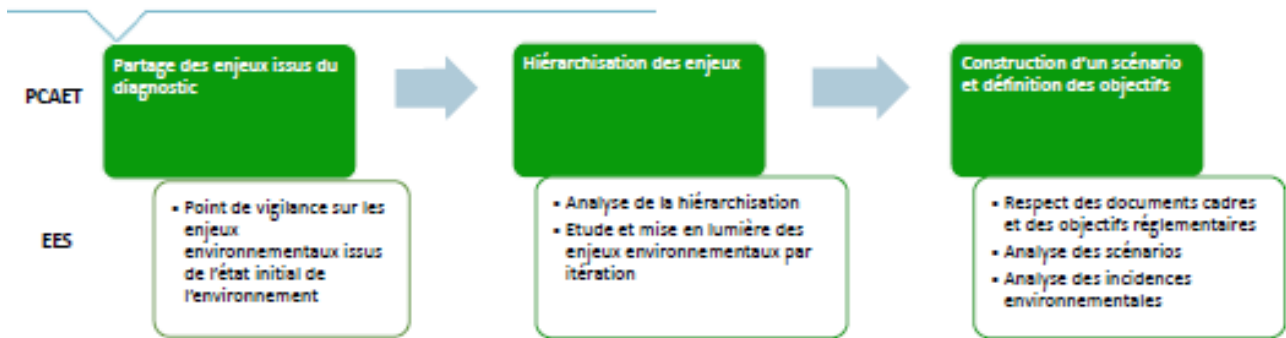 PCAET
Partage des enjeux issus du
diagnostic
Hiérarchisation des enjeux
Construction d'un scénario
et définition des objectifs
EES
▪ Point de vigilance sur les
enjeux
environnementaux issus
de l'état initial de
l'environnement
▪ Analyse de la hiérarchisation
▪ Etude et mise en lumière des
enjeux environnementaux par
itération
▪ Respect des documents cadres
et des objectifs réglementaires
▪ Analyse des scénarios
▪ Analyse des incidences
environnementales